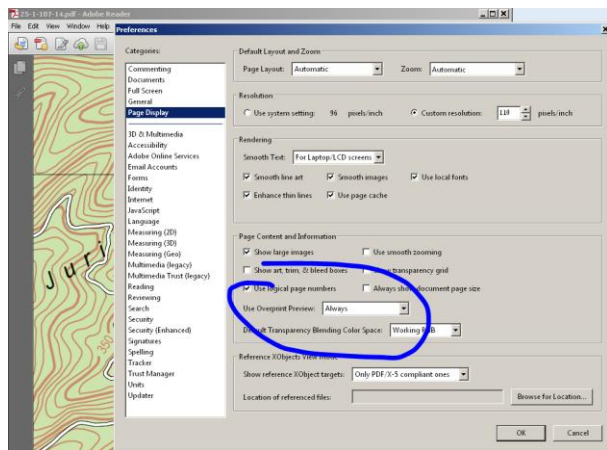 25-1-187-14.pdf - Adobe Reader
File Edit View Window Help
Preferences
Categories:
Commenting
Documents
Full Screen
General
Page Display
3D & Multimedia
Accessibility
Adobe Online Services
Email Accounts
Forms
Identity
Internet
JavaScript
Language
Measuring (2D)
Measuring (3D)
Measuring (Geo)
Multimedia (legacy)
Multimedia Trust (legacy)
Reading
Reviewing
Search
Security
Security (Enhanced)
Signatures
Spelling
Tracker
Trust Manager
Units
Updater
Default Layout and Zoom
Page Layout: Automatic Zoom: Automatic
Resolution
Use system setting: 96 pixels/inch Custom resolution: 119 pixels/inch
Rendering
Smooth Text: For Laptop/LCD screens
Smooth line art Smooth images Use local fonts
Enhance thin lines Use page cache
Page Content and Information
Show large images Use smooth zooming
Show art, trim, & bleed boxes Show transparency grid
Use logical page numbers Always show document page size
Use Overprint Preview: Always
Default Transparency Blending Color Space: Working RGB
Reference XObjects View Mode
Show reference XObject targets: Only PDF/X-5 compliant ones
Location of referenced files: Browse for Location...
OK Cancel
Juri
350